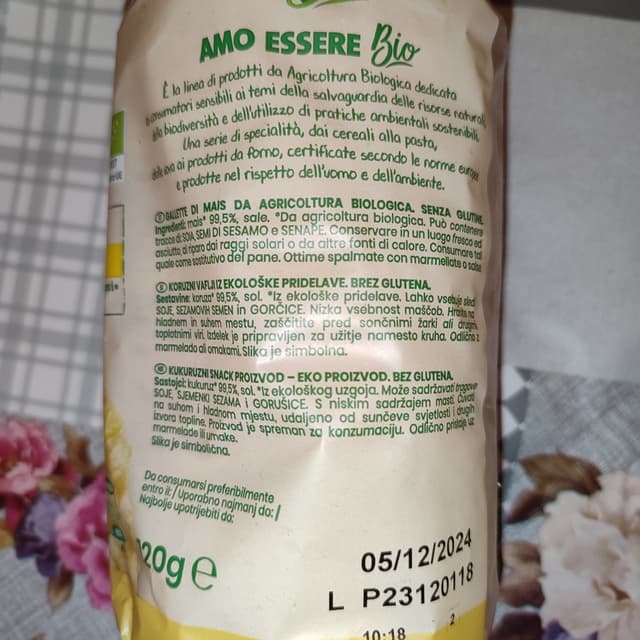 AMO ESSERE Bio
È la linea di prodotti da Agricoltura Biologica dedicata
consumatori sensibili ai temi della salvaguardia delle risorse naturali
alla biodiversità e dell'utilizzo di pratiche ambientali sostenibili.
Una serie di specialità, dai cereali alla pasta,
dalle uova ai prodotti da forno, certificate secondo le norme europee
e prodotte nel rispetto dell'uomo e dell'ambiente.
GALLETTE DI MAIS DA AGRICOLTURA BIOLOGICA. SENZA GLUTINE.
Ingredienti: mais* 99,5%, sale. *Da agricoltura biologica. Può contenere
tracce di SOIA, SEMI DI SESAMO e SENAPE. Conservare in un luogo fresco ed
asciutto, al riparo dai raggi solari o da altre fonti di calore. Consumare tal
quale come sostitutivo del pane. Ottime spalmate con marmellate o salse.
KORUZNI VAFLJI IZ EKOLOŠKE PRIDELAVE. BREZ GLUTENA.
Sestavine: koruza* 99,5%, sol. *Iz ekološke pridelave. Lahko vsebuje sledi
SOJE, SEZAMOVIH SEMEN in GORČICE. Nizka vsebnost maščob. Hraniti na
hladnem in suhem mestu, zaščitite pred sončnimi žarki ali drugimi
toplotnimi viri. Izdelek je pripravljen za užitje namesto kruha. Odlično z
marmelado ali omakami. Slika je simbolna.
KUKURUZNI SNACK PROIZVOD – EKO PROIZVOD. BEZ GLUTENA.
Sastojci: kukuruz* 99,5%, sol. *Iz ekološkog uzgoja. Može sadržavati tragove
SOJE, SJEMENKI SEZAMA I GORUŠICE. S niskim sadržajem masti. Čuvati
na suhom i hladnom mjestu, udaljeno od sunčeve svjetlosti i drugih
izvora topline. Proizvod je spreman za konzumaciju. Odlično pristaje uz
marmelade ili umake.
Slika je simbolična.
Da consumarsi preferibilmente
entro il: / Uporabno najmanj do: /
Najbolje upotrijebiti do:
120g e
05/12/2024
L P23120118
10:18 2